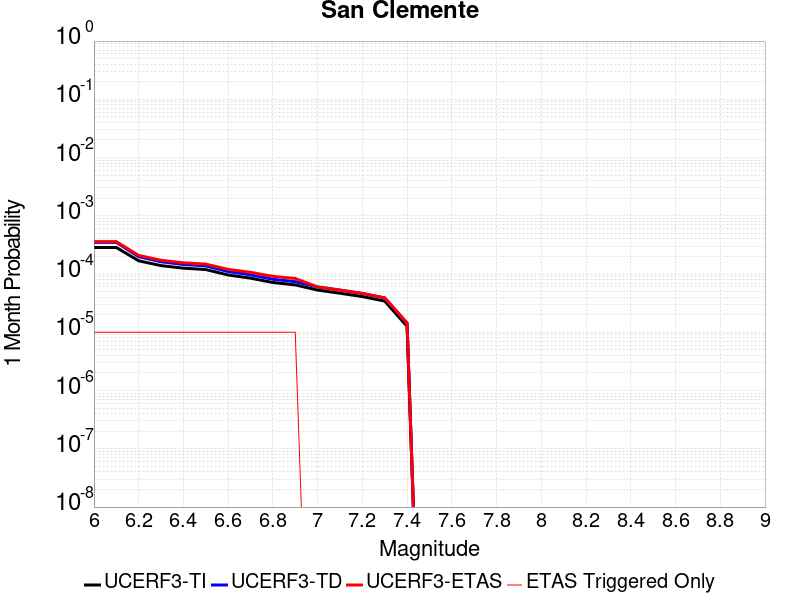 San Clemente
10^0
10^-1
10^-2
10^-3
10^-4
10^-5
10^-6
10^-7
10^-8
1 Month Probability
6 6.2 6.4 6.6 6.8 7 7.2 7.4 7.6 7.8 8 8.2 8.4 8.6 8.8 9
Magnitude
UCERF3-TI UCERF3-TD UCERF3-ETAS ETAS Triggered Only